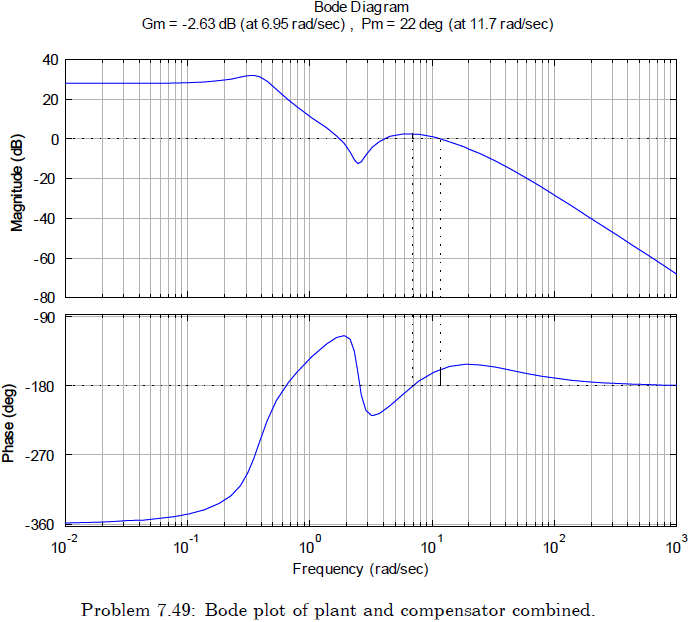 Bode Diagram
Gm = -2.63 dB (at 6.95 rad/sec) , Pm = 22 deg (at 11.7 rad/sec)
Magnitude (dB)
40
20
0
-20
-40
-60
-80
Phase (deg)
-90
-180
-270
-360
10^-2 10^-1 10^0 10^1 10^2 10^3
Frequency (rad/sec)
Problem 7.49: Bode plot of plant and compensator combined.